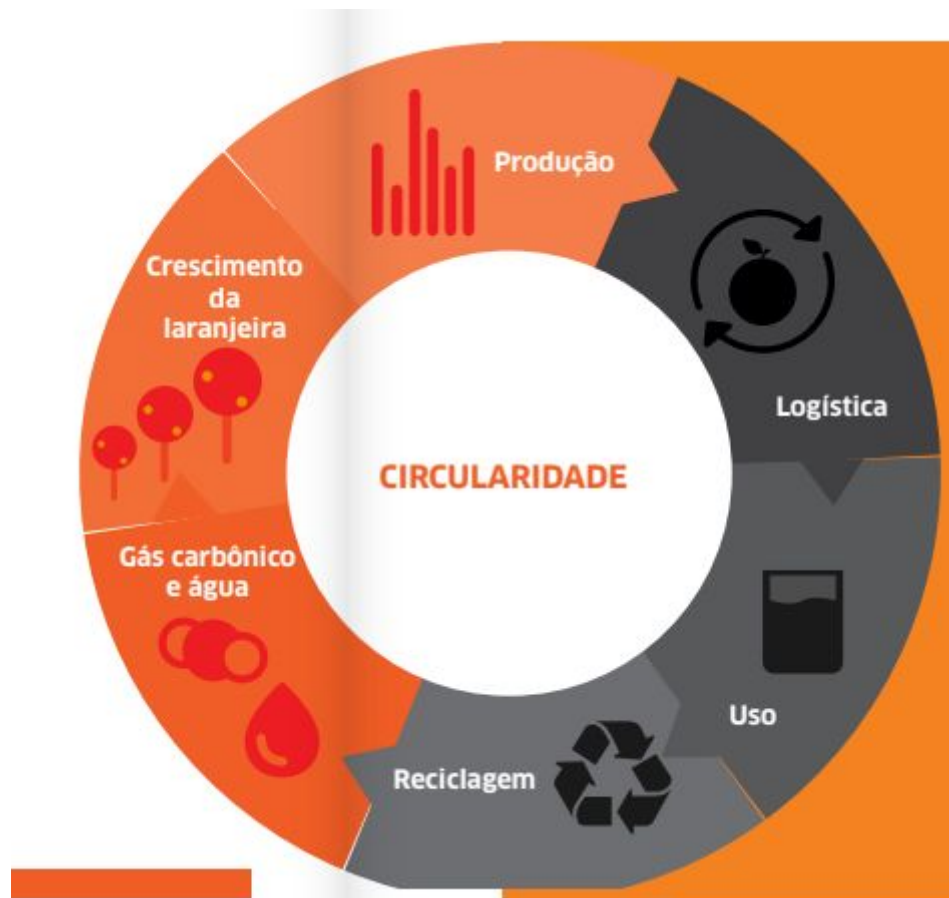 Produção
Logística
Uso
Reciclagem
Gás carbônico
e água
Crescimento
da
laranjeira
CIRCULARIDADE